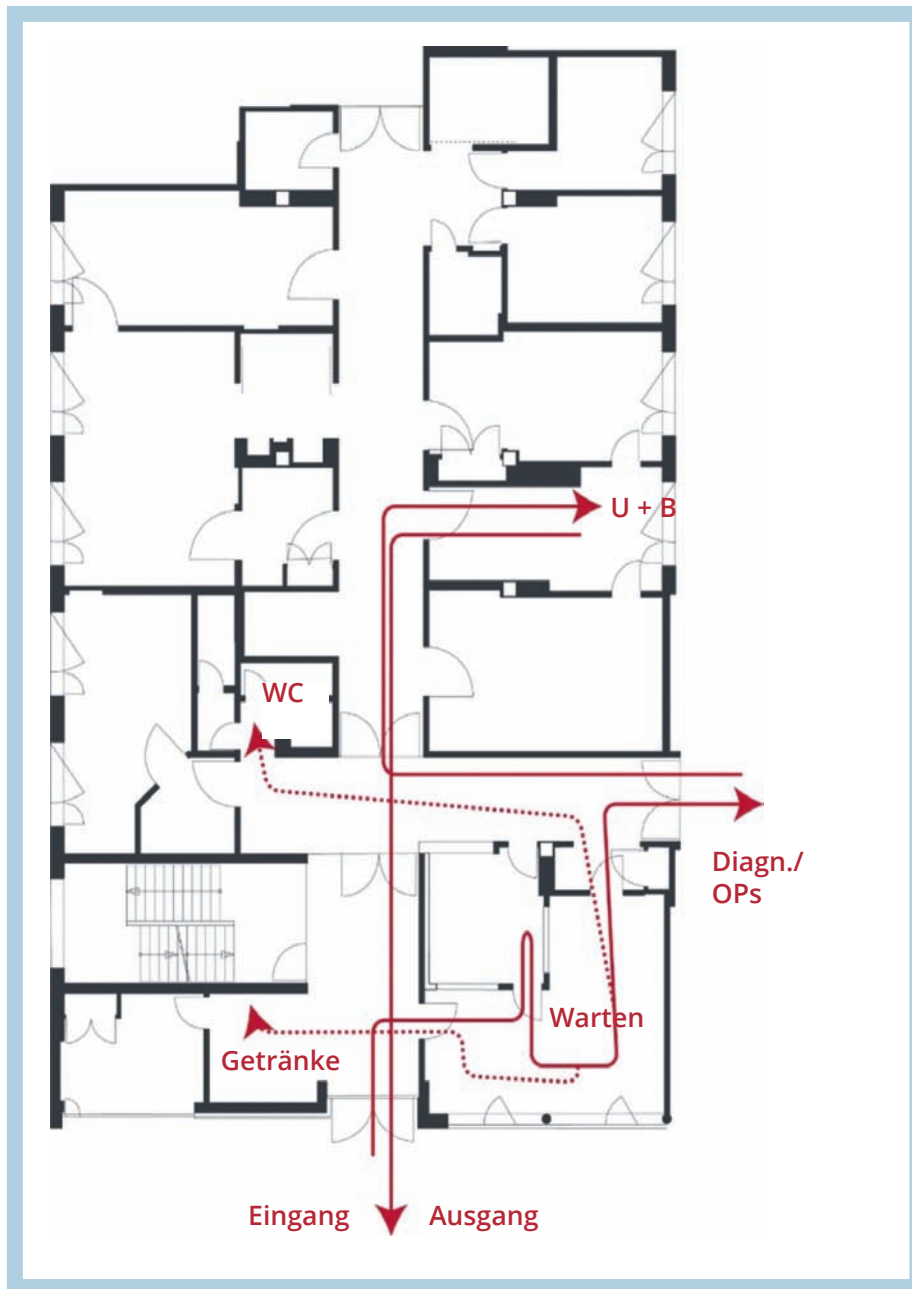 U + B
WC
Diagn./
OPs
Warten
Getränke
Eingang
Ausgang